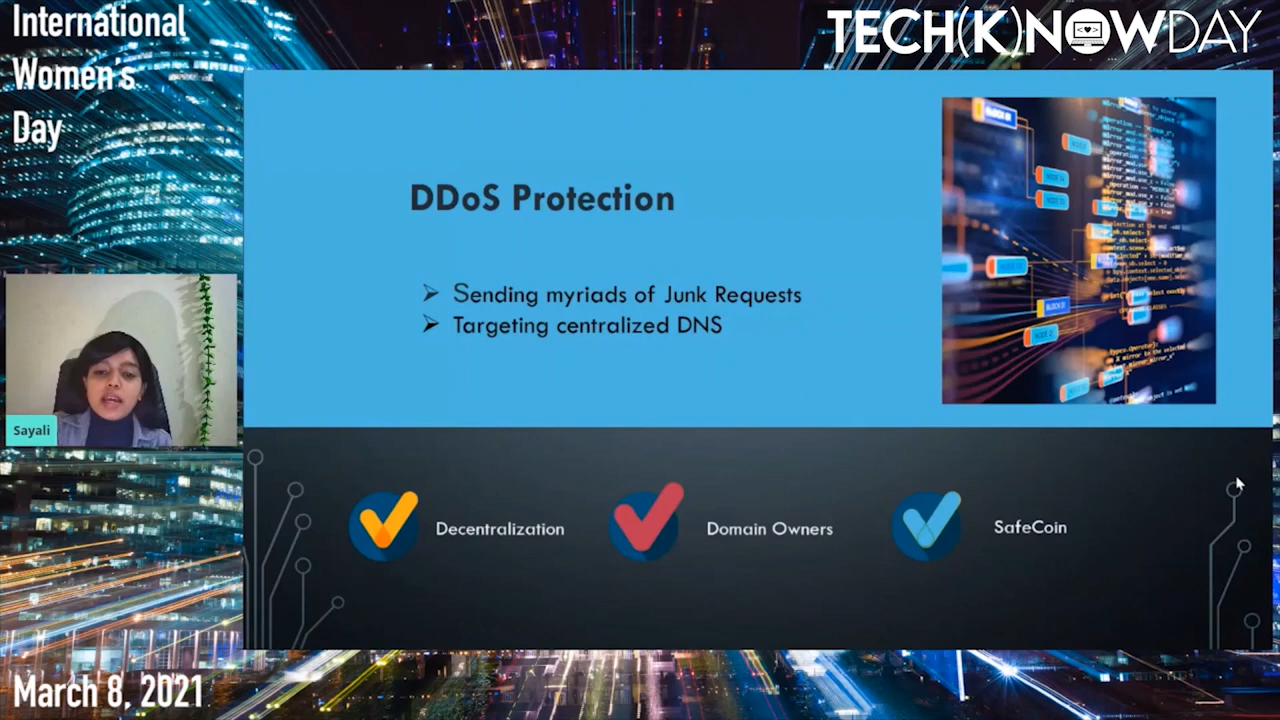 International
Women's
Day
TECH(K)NOWDAY
DDoS Protection
➢ Sending myriads of Junk Requests
➢ Targeting centralized DNS
Sayali
Decentralization
Domain Owners
SafeCoin
March 8, 2021